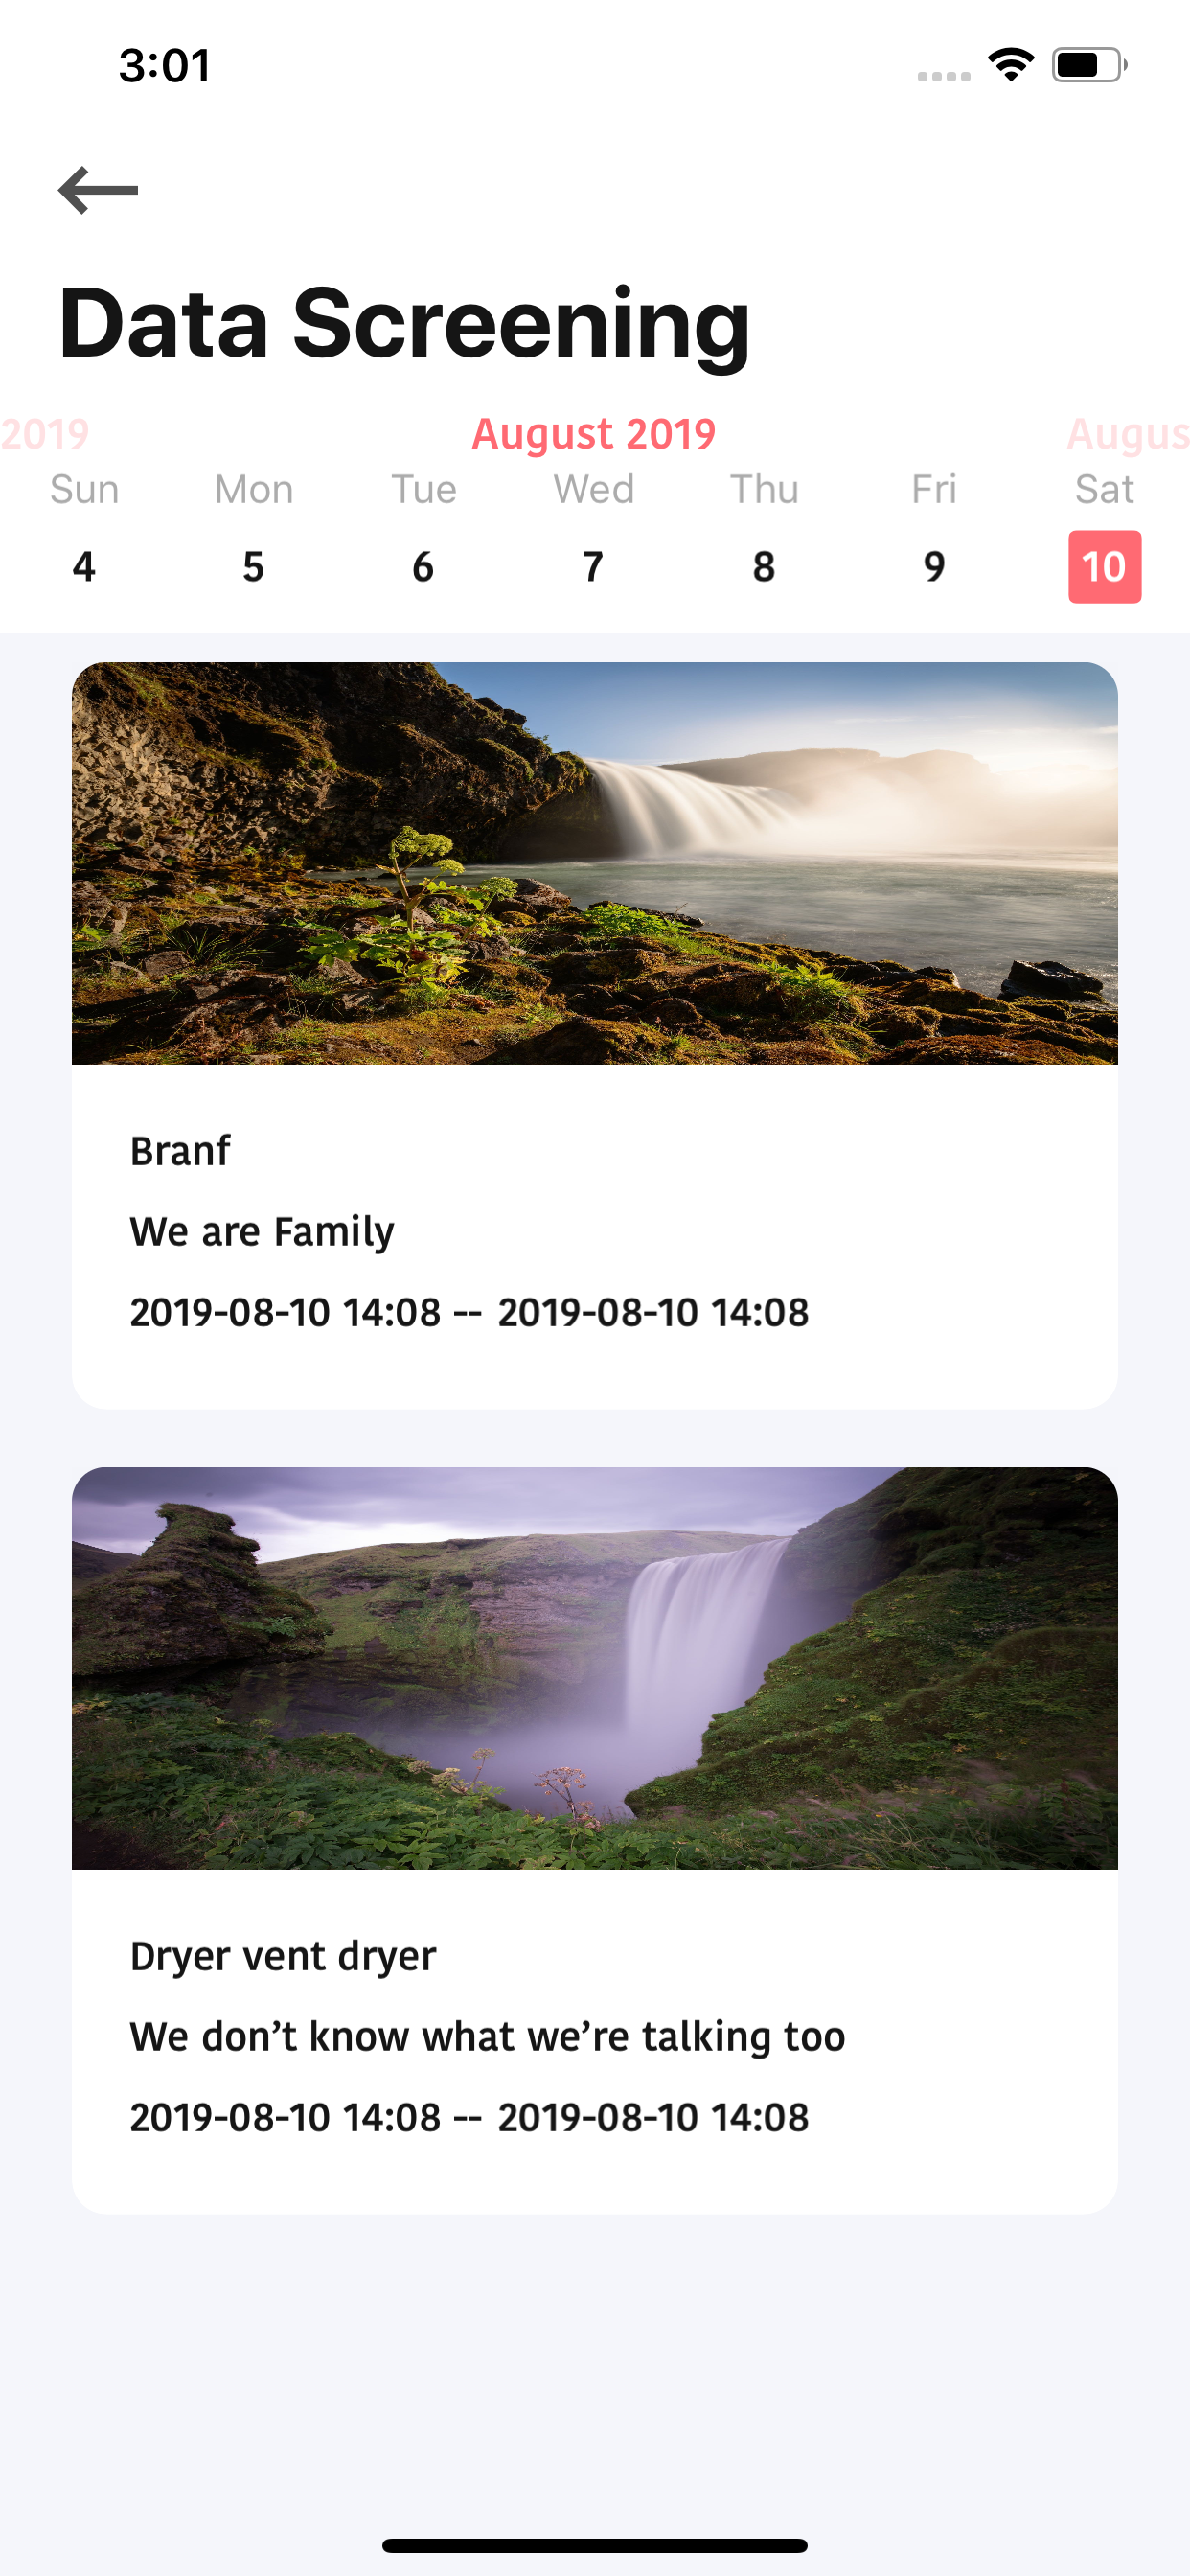 3:01
Data Screening
2019 August 2019 Augus
Sun Mon Tue Wed Thu Fri Sat
4 5 6 7 8 9 10
Branf
We are Family
2019-08-10 14:08 -- 2019-08-10 14:08
Dryer vent dryer
We don’t know what we’re talking too
2019-08-10 14:08 -- 2019-08-10 14:08